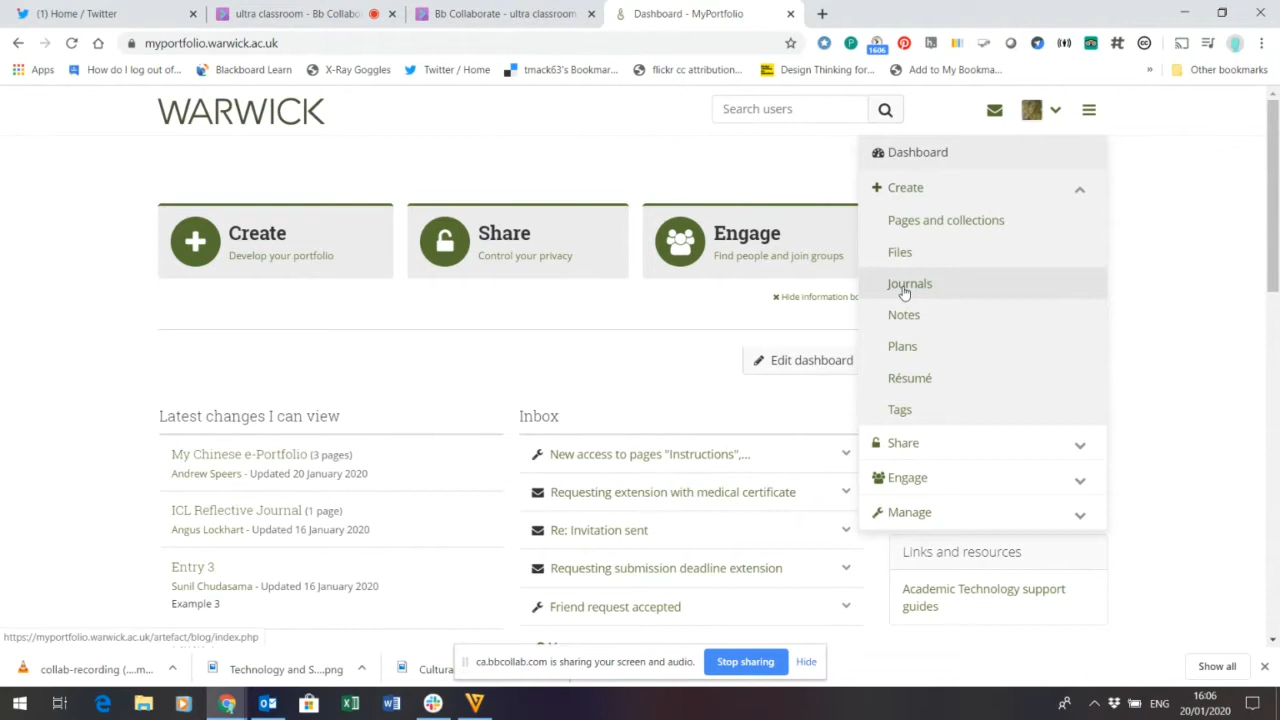 (1) Home / Twitter
ultra classroom - Bb Collabo
Bb Collaborate - ultra classroom
Dashboard - MyPortfolio
myportfolio.warwick.ac.uk
1606
Apps
How do I log out of...
Blackboard Learn
X-Ray Goggles
Twitter / Home
tmack63's Bookmar...
flickr cc attribution...
Design Thinking for...
Add to My Bookma...
Other bookmarks
WARWICK
Search users
Dashboard
Create
Pages and collections
Files
Journals
Notes
Plans
Résumé
Tags
Share
Engage
Manage
Create
Develop your portfolio
Share
Control your privacy
Engage
Find people and join groups
Hide information bo
Edit dashboard
Latest changes I can view
My Chinese e-Portfolio (3 pages)
Andrew Speers - Updated 20 January 2020
ICL Reflective Journal (1 page)
Angus Lockhart - Updated 16 January 2020
Entry 3
Sunil Chudasama - Updated 16 January 2020
Example 3
Inbox
New access to pages "Instructions",...
Requesting extension with medical certificate
Re: Invitation sent
Requesting submission deadline extension
Friend request accepted
Links and resources
Academic Technology support
guides
https://myportfolio.warwick.ac.uk/artefact/blog/index.php
ca.bbcollab.com is sharing your screen and audio.
Stop sharing
Hide
collab-recording (....m...
Technology and S....png
Cultura
Show all
ENG
16:06
20/01/2020